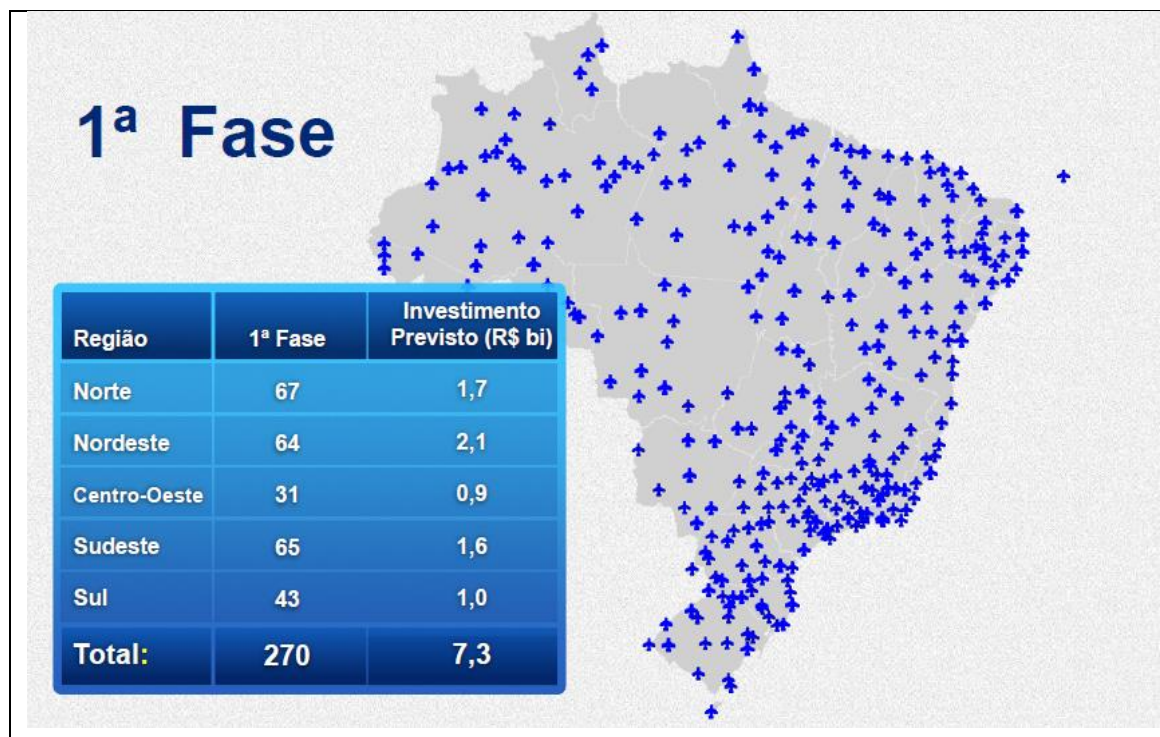 1ª Fase
Região 1ª Fase Investimento Previsto (R$ bi)
Norte 67 1,7
Nordeste 64 2,1
Centro-Oeste 31 0,9
Sudeste 65 1,6
Sul 43 1,0
Total: 270 7,3